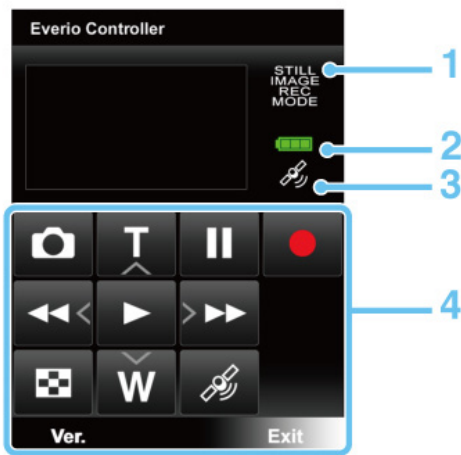 Everio Controller
STILL
IMAGE
REC
MODE
1
2
3
T
4
W
Ver.
Exit